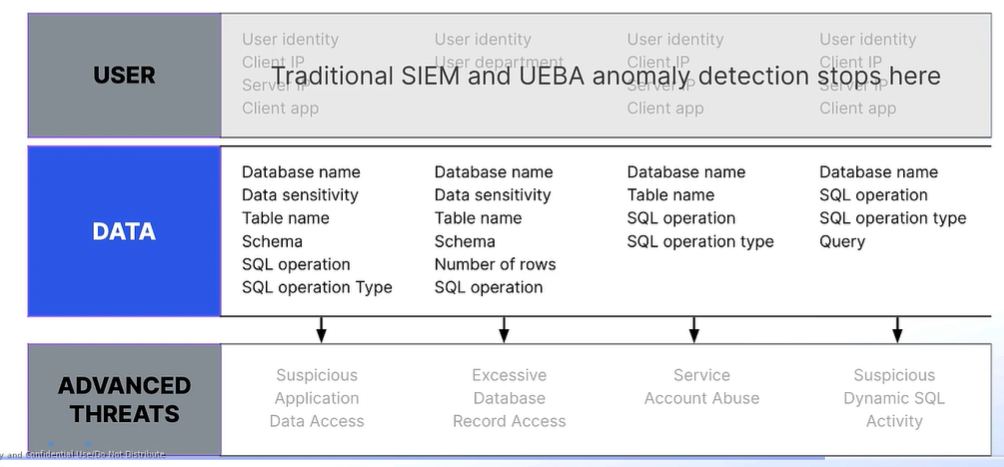 USER
User identity
Client IP
Server IP
Client app
User identity
User department
User identity
Client IP
Server IP
Client app
User identity
Client IP
Server IP
Client app
Traditional SIEM and UEBA anomaly detection stops here
DATA
Database name
Data sensitivity
Table name
Schema
SQL operation
SQL operation Type
Database name
Data sensitivity
Table name
Schema
Number of rows
SQL operation
Database name
Table name
SQL operation
SQL operation type
Database name
SQL operation
SQL operation type
Query
ADVANCED
THREATS
Suspicious
Application
Data Access
Excessive
Database
Record Access
Service
Account Abuse
Suspicious
Dynamic SQL
Activity
y and Confidential Use/Do Not Distribute